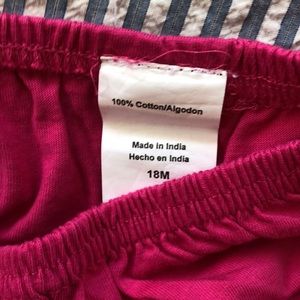 100% Cotton/Algodon
Made in India
Hecho en India
18M